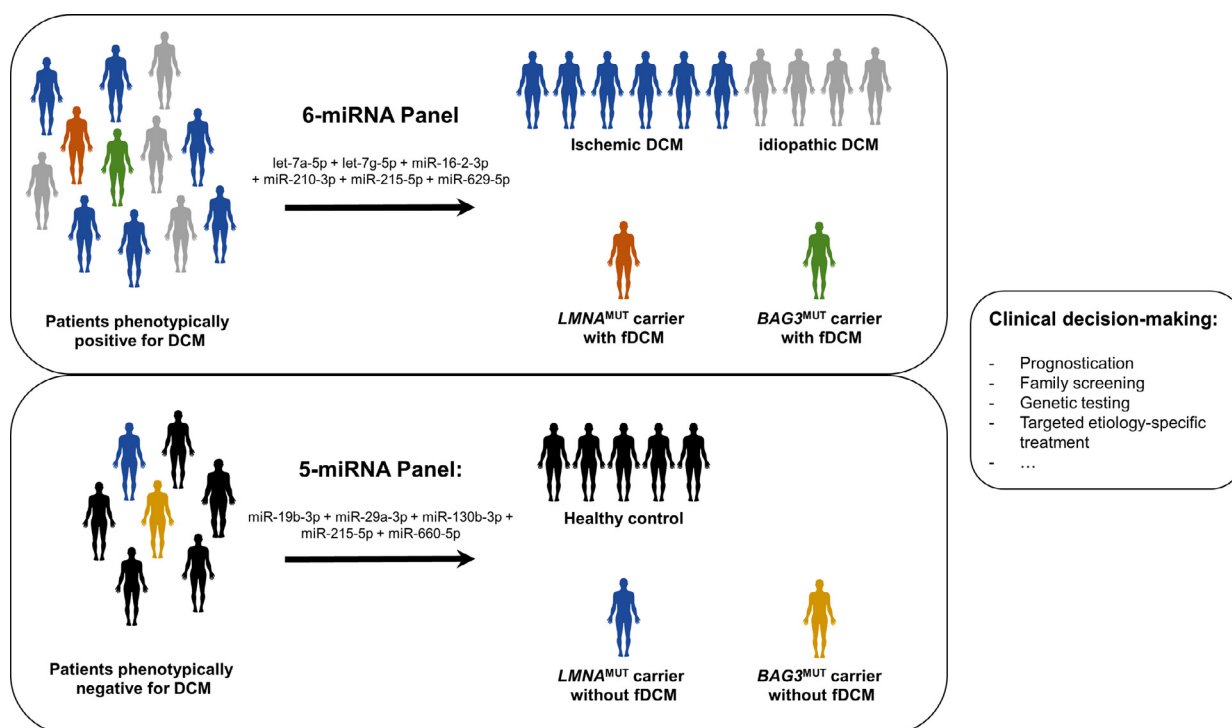 6-miRNA Panel
let-7a-5p + let-7g-5p + miR-16-2-3p
+ miR-210-3p + miR-215-5p + miR-629-5p
Patients phenotypically
positive for DCM
Ischemic DCM
idiopathic DCM
LMNAMUT carrier
with fDCM
BAG3MUT carrier
with fDCM
5-miRNA Panel:
miR-19b-3p + miR-29a-3p + miR-130b-3p +
miR-215-5p + miR-660-5p
Patients phenotypically
negative for DCM
Healthy control
LMNAMUT carrier
without fDCM
BAG3MUT carrier
without fDCM
Clinical decision-making:
- Prognostication
- Family screening
- Genetic testing
- Targeted etiology-specific
treatment
- …